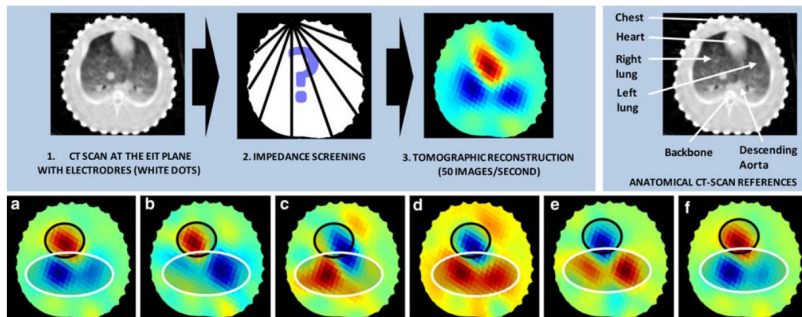 1. CT SCAN AT THE EIT PLANE
WITH ELECTRODRES (WHITE DOTS)
?
2. IMPEDANCE SCREENING
3. TOMOGRAPHIC RECONSTRUCTION
(50 IMAGES/SECOND)
Chest
Heart
Right
lung
Left
lung
Backbone
Descending
Aorta
ANATOMICAL CT-SCAN REFERENCES
a
b
c
d
e
f